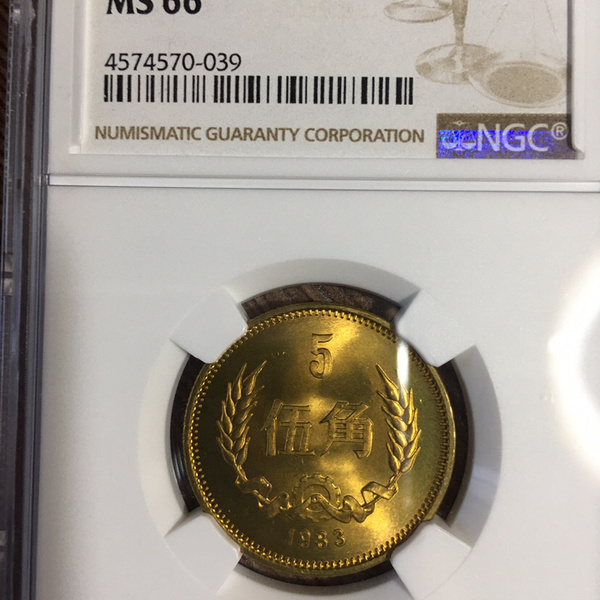 MS 66
4574570-039
NUMISMATIC GUARANTY CORPORATION
NGC®
5
伍角
1983